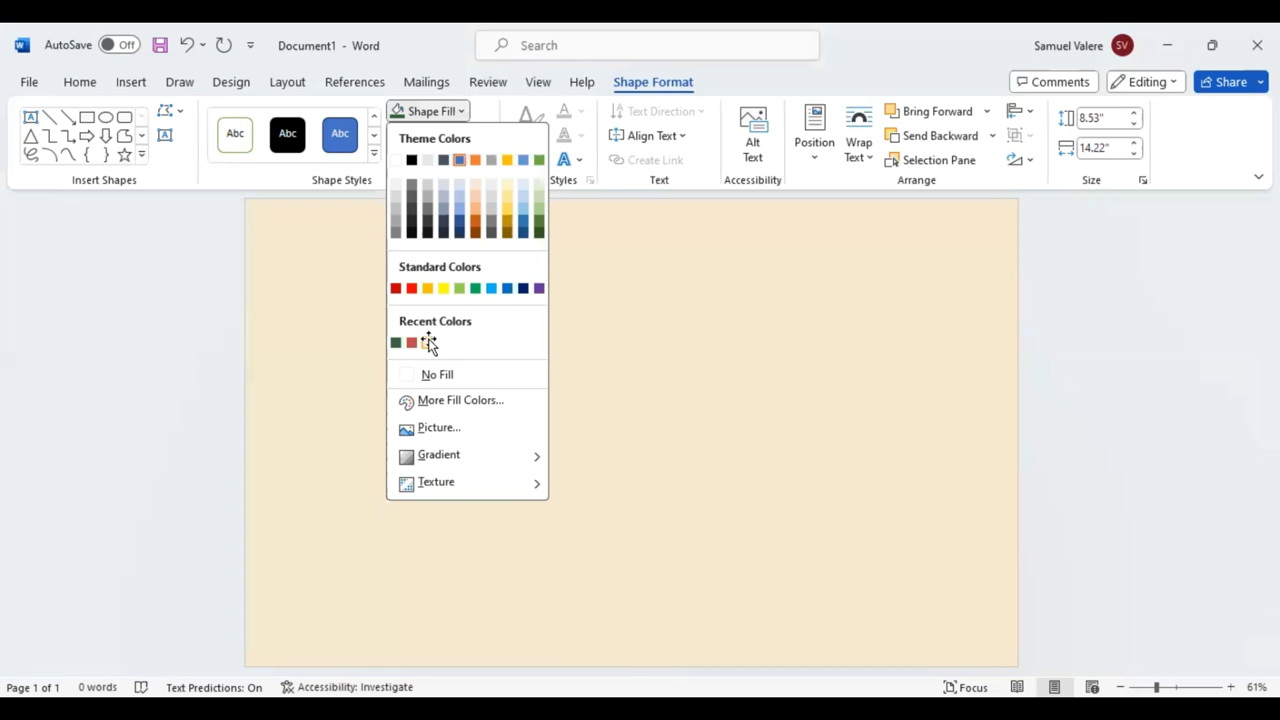 AutoSave Off Document1 - Word Search Samuel Valere SV
File Home Insert Draw Design Layout References Mailings Review View Help Shape Format Comments Editing Share
Abc Abc Abc Shape Fill Text Direction Bring Forward 8.53"
Align Text Send Backward 14.22"
Alt Text Create Link Position Wrap Text Selection Pane
Insert Shapes Shape Styles Styles Text Accessibility Arrange Size
Theme Colors
Standard Colors
Recent Colors
No Fill
More Fill Colors...
Picture...
Gradient
Texture
Page 1 of 1 0 words Text Predictions: On Accessibility: Investigate Focus 61%